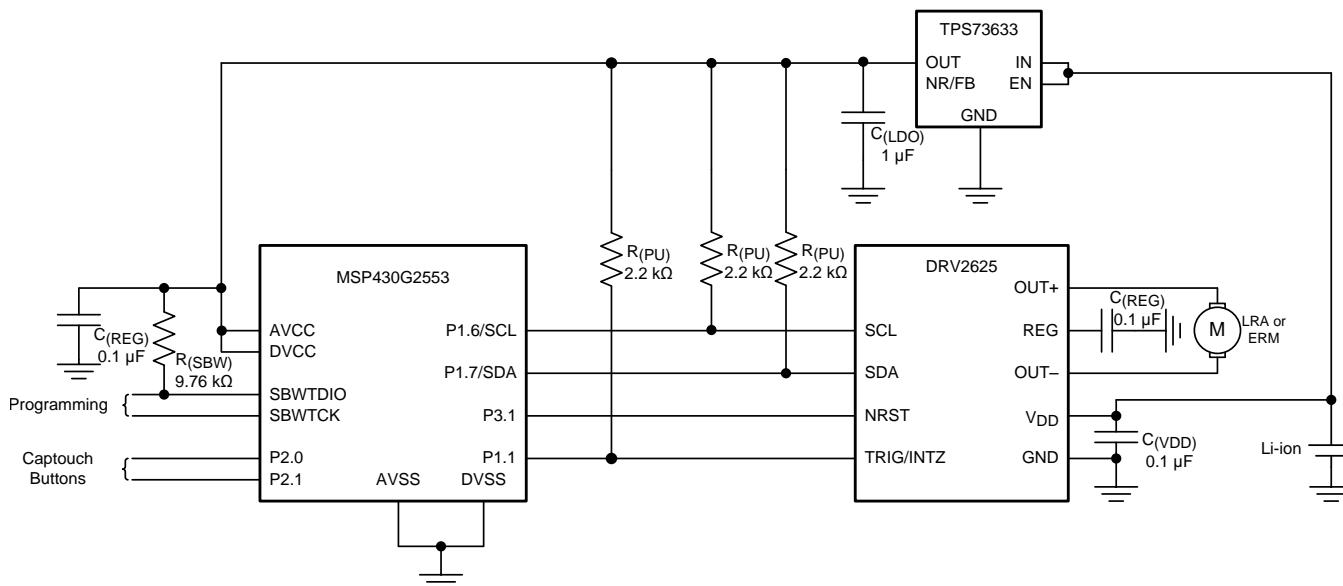 TPS73633
OUT
IN
NR/FB
EN
GND
C(LDO)
1 µF
R(PU)
2.2 kΩ
R(PU)
2.2 kΩ
R(PU)
2.2 kΩ
MSP430G2553
DRV2625
C(REG)
0.1 µF
R(SBW)
9.76 kΩ
AVCC
DVCC
SBWTDIO
SBWTCK
P2.0
P2.1
AVSS
DVSS
P1.6/SCL
P1.7/SDA
P3.1
P1.1
Programming
Captouch
Buttons
SCL
SDA
NRST
TRIG/INTZ
OUT+
REG
OUT–
VDD
GND
C(REG)
0.1 µF
M
LRA or
ERM
C(VDD)
0.1 µF
Li-ion